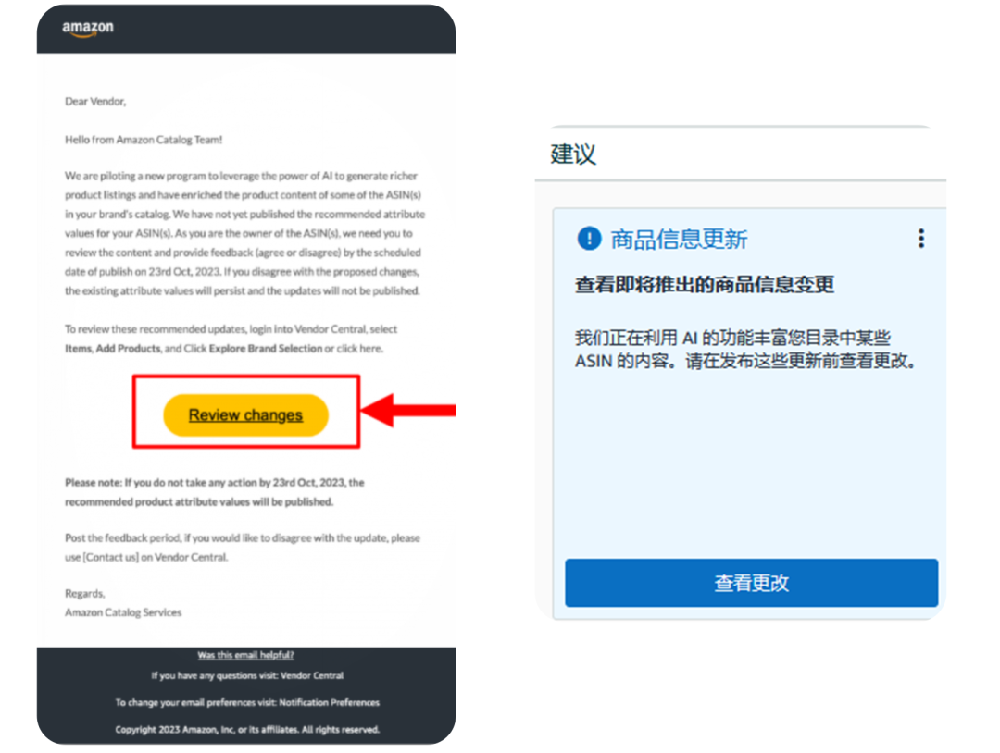 amazon
Dear Vendor,
Hello from Amazon Catalog Team!
We are piloting a new program to leverage the power of AI to generate richer
product listings and have enriched the product content of some of the ASIN(s)
in your brand's catalog. We have not yet published the recommended attribute
values for your ASIN(s). As you are the owner of the ASIN(s), we need you to
review the content and provide feedback (agree or disagree) by the scheduled
date of publish on 23rd Oct, 2023. If you disagree with the proposed changes,
the existing attribute values will persist and the updates will not be published.
To review these recommended updates, login into Vendor Central, select
Items, Add Products, and Click Explore Brand Selection or click here.
Review changes
Please note: If you do not take any action by 23rd Oct, 2023, the
recommended product attribute values will be published.
Post the feedback period, if you would like to disagree with the update, please
use [Contact us] on Vendor Central.
Regards,
Amazon Catalog Services
Was this email helpful?
If you have any questions visit: Vendor Central
To change your email preferences visit: Notification Preferences
Copyright 2023 Amazon, Inc, or its affiliates. All rights reserved.
建议
商品信息更新
查看即将推出的商品信息变更
我们正在利用 AI 的功能丰富您目录中某些
ASIN 的内容。请在发布这些更新前查看更改。
查看更改